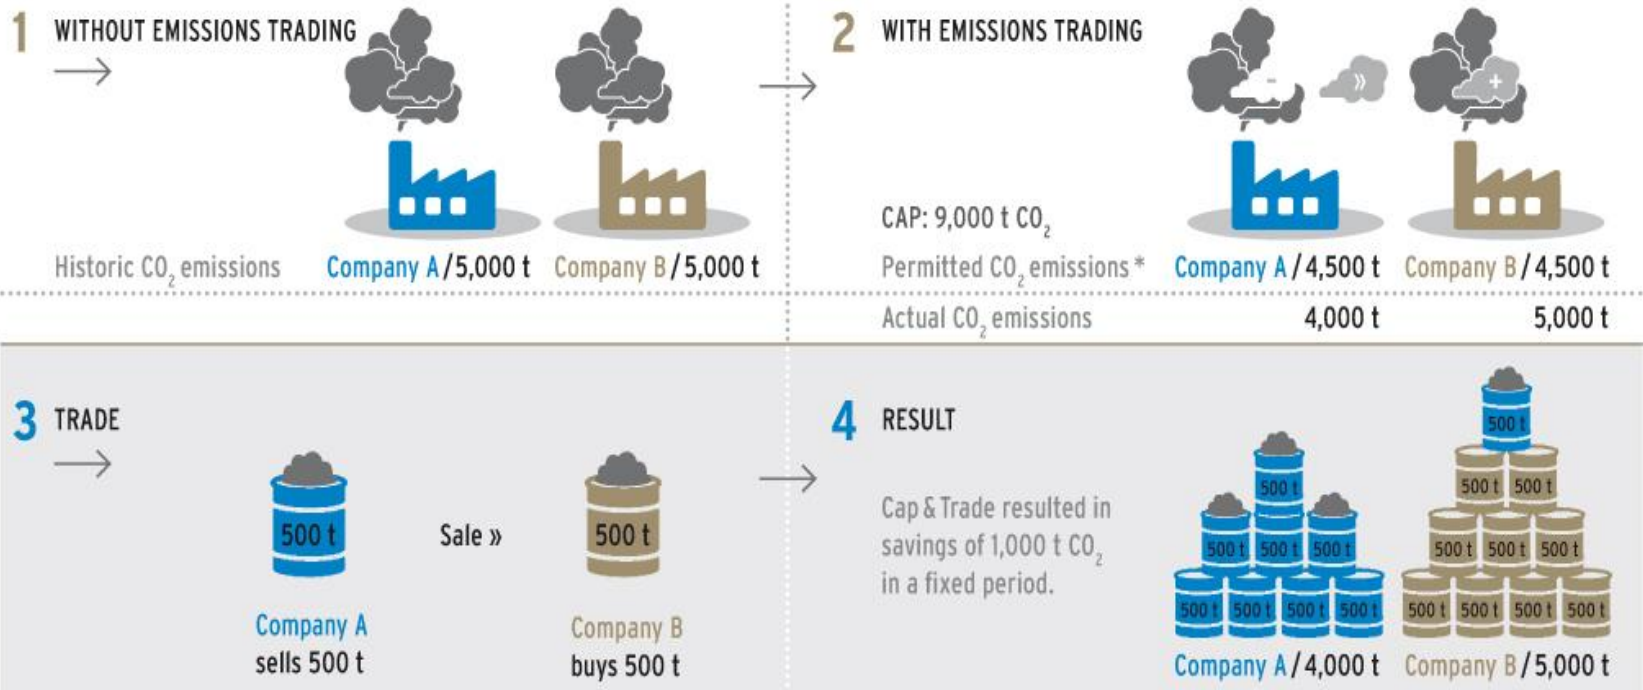 1 WITHOUT EMISSIONS TRADING
Historic CO₂ emissions
Company A / 5,000 t
Company B / 5,000 t
2 WITH EMISSIONS TRADING
-
»
+
CAP: 9,000 t CO₂
Permitted CO₂ emissions *
Company A / 4,500 t
Company B / 4,500 t
Actual CO₂ emissions
4,000 t
5,000 t
3 TRADE
500 t
Sale »
500 t
Company A
sells 500 t
Company B
buys 500 t
4 RESULT
Cap & Trade resulted in
savings of 1,000 t CO₂
in a fixed period.
500 t
500 t 500 t 500 t
500 t 500 t 500 t 500 t
Company A / 4,000 t
500 t
500 t 500 t
500 t 500 t 500 t
500 t 500 t 500 t 500 t
Company B / 5,000 t